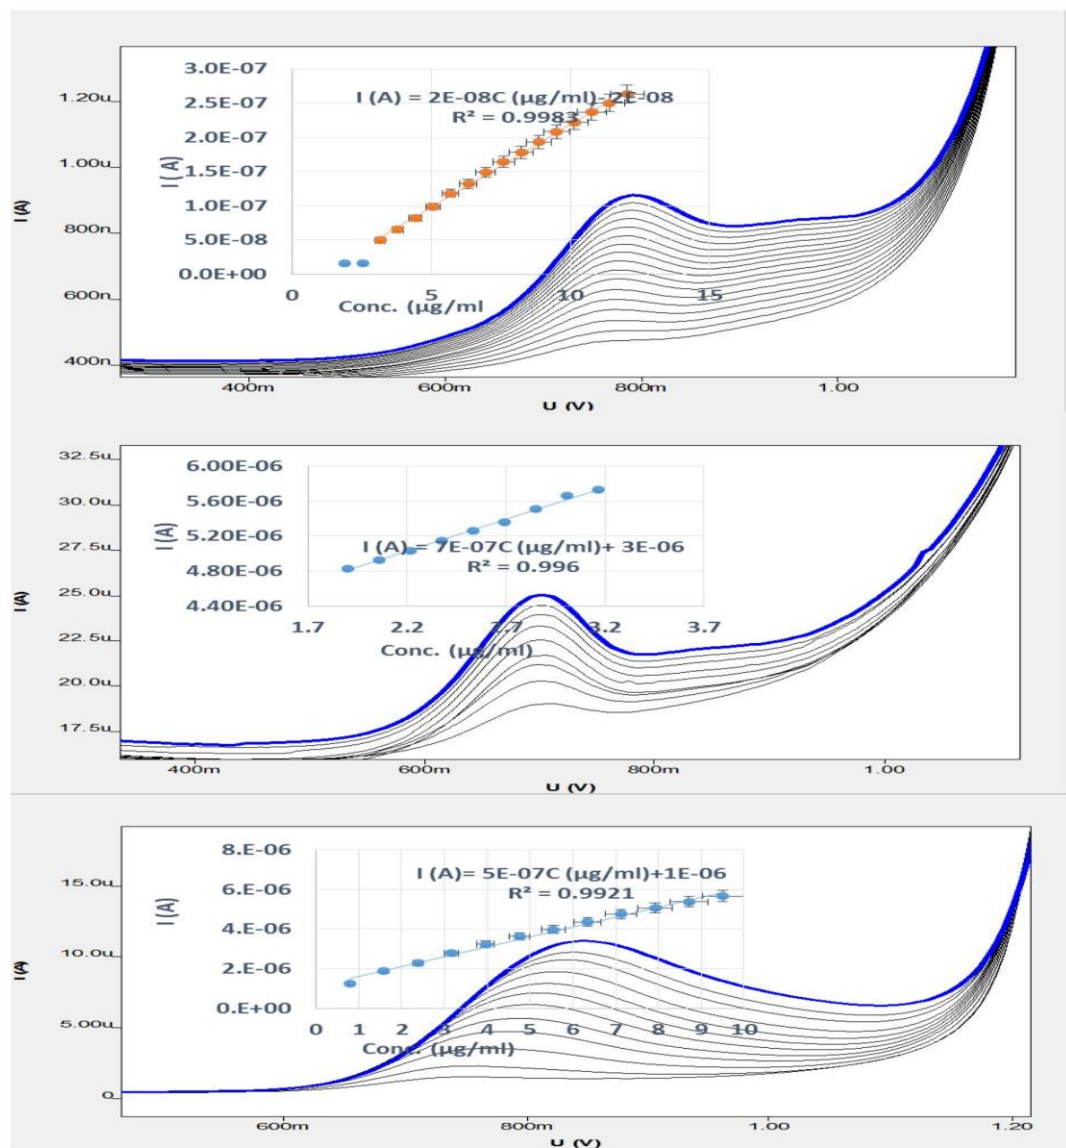 3.0E-07
2.5E-07
2.0E-07
1.5E-07
1.0E-07
5.0E-08
0.0E+00
I (A) = 2E-08C (µg/ml)- 2E-08
R² = 0.9983
I ( A)
0 5 10 15
Conc. (µg/ml
1.20u
1.00u
800n
600n
400n
I (A)
400m 600m 800m 1.00
U (V)
6.00E-06
5.60E-06
5.20E-06
4.80E-06
4.40E-06
I (A) = 7E-07C (µg/ml)+ 3E-06
R² = 0.996
I (A)
1.7 2.2 2.7 3.2 3.7
Conc. (µg/ml)
32.5u
30.0u
27.5u
25.0u
22.5u
20.0u
17.5u
I (A)
400m 600m 800m 1.00
U (V)
8.E-06
6.E-06
4.E-06
2.E-06
0.E+00
I (A)= 5E-07C (µg/ml)+1E-06
R² = 0.9921
I (A)
0 1 2 3 4 5 6 7 8 9 10
Conc. (µg/ml)
15.0u
10.0u
5.00u
0
I (A)
600m 800m 1.00 1.20
U (V)